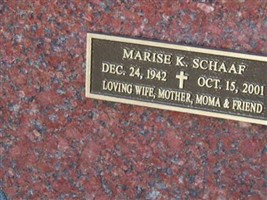 MARISE K. SCHAAF
DEC. 24, 1942 OCT. 15, 2001
LOVING WIFE, MOTHER, MOMA & FRIEND